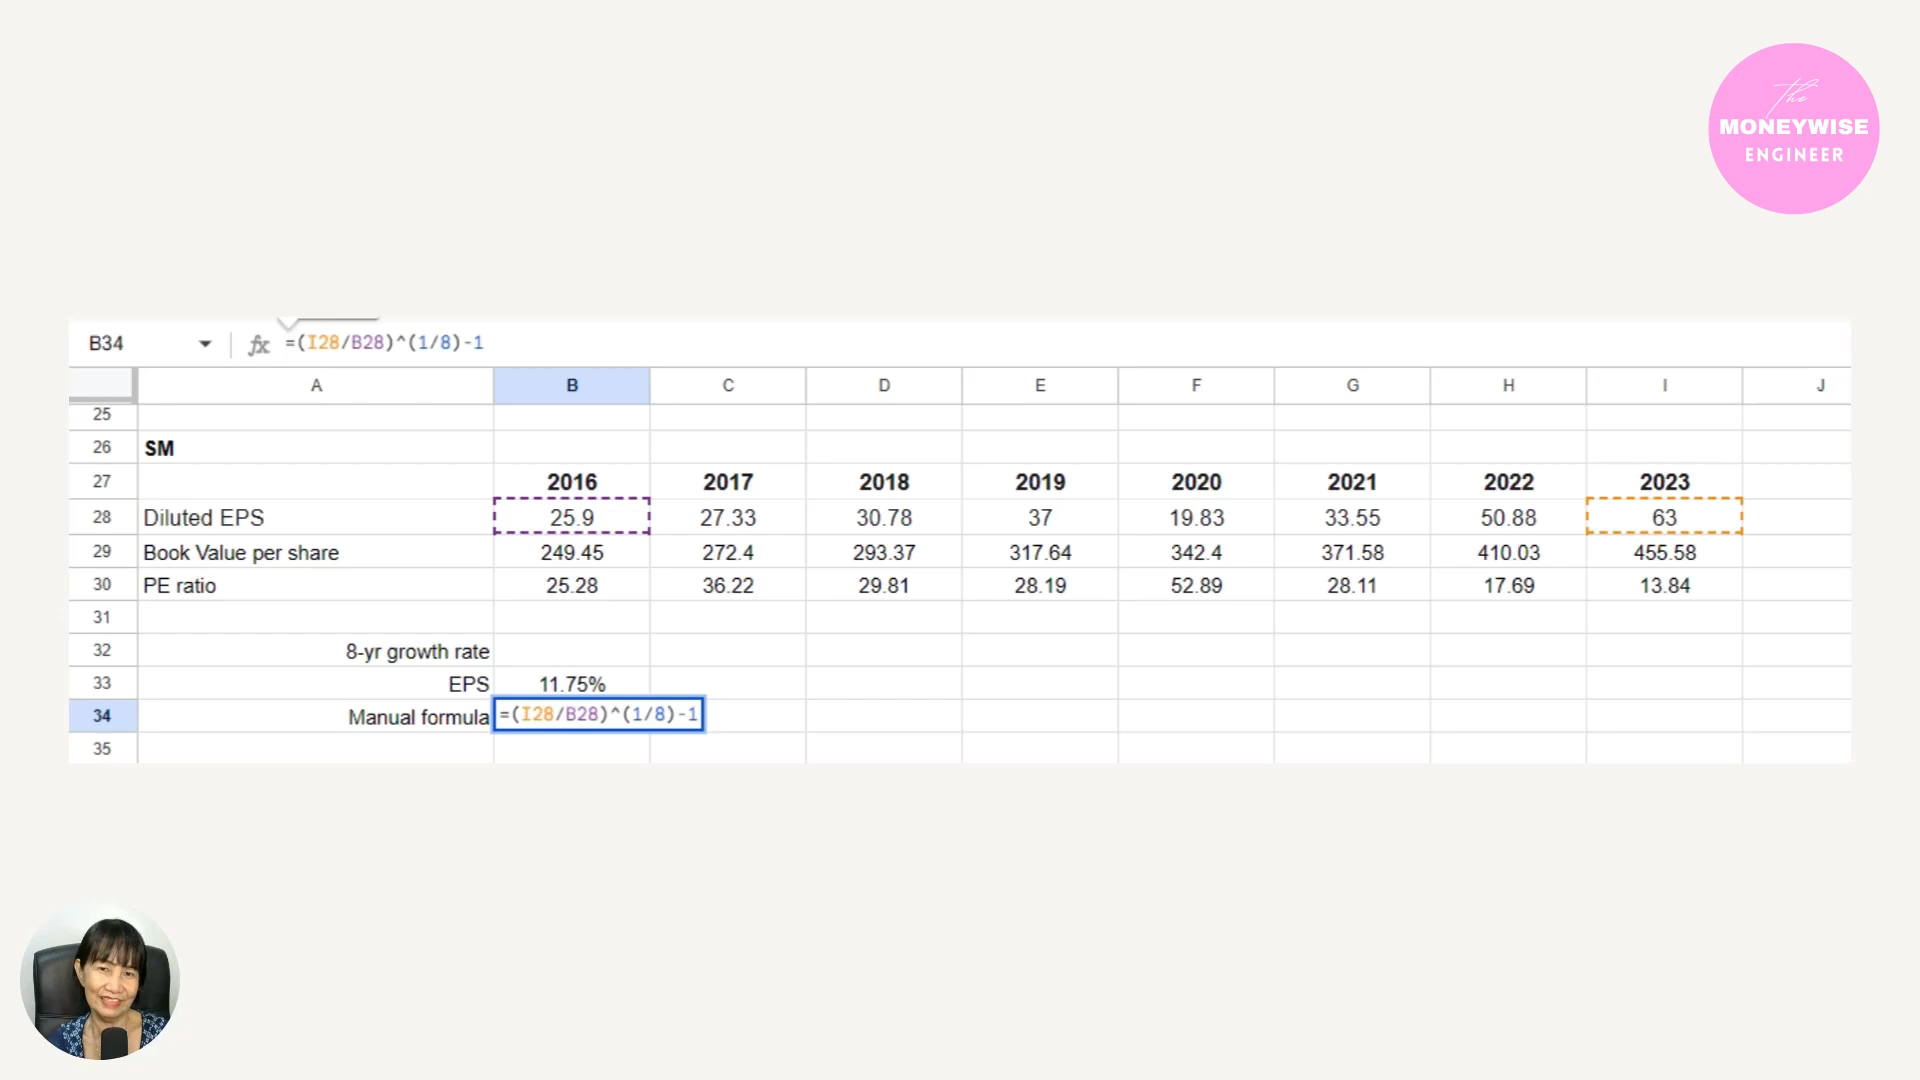 The
MONEYWISE
ENGINEER
B34 fx =(I28/B28)^(1/8)-1
A B C D E F G H I J
25
26 SM
27 2016 2017 2018 2019 2020 2021 2022 2023
28 Diluted EPS 25.9 27.33 30.78 37 19.83 33.55 50.88 63
29 Book Value per share 249.45 272.4 293.37 317.64 342.4 371.58 410.03 455.58
30 PE ratio 25.28 36.22 29.81 28.19 52.89 28.11 17.69 13.84
31
32 8-yr growth rate
33 EPS 11.75%
34 Manual formula =(I28/B28)^(1/8)-1
35